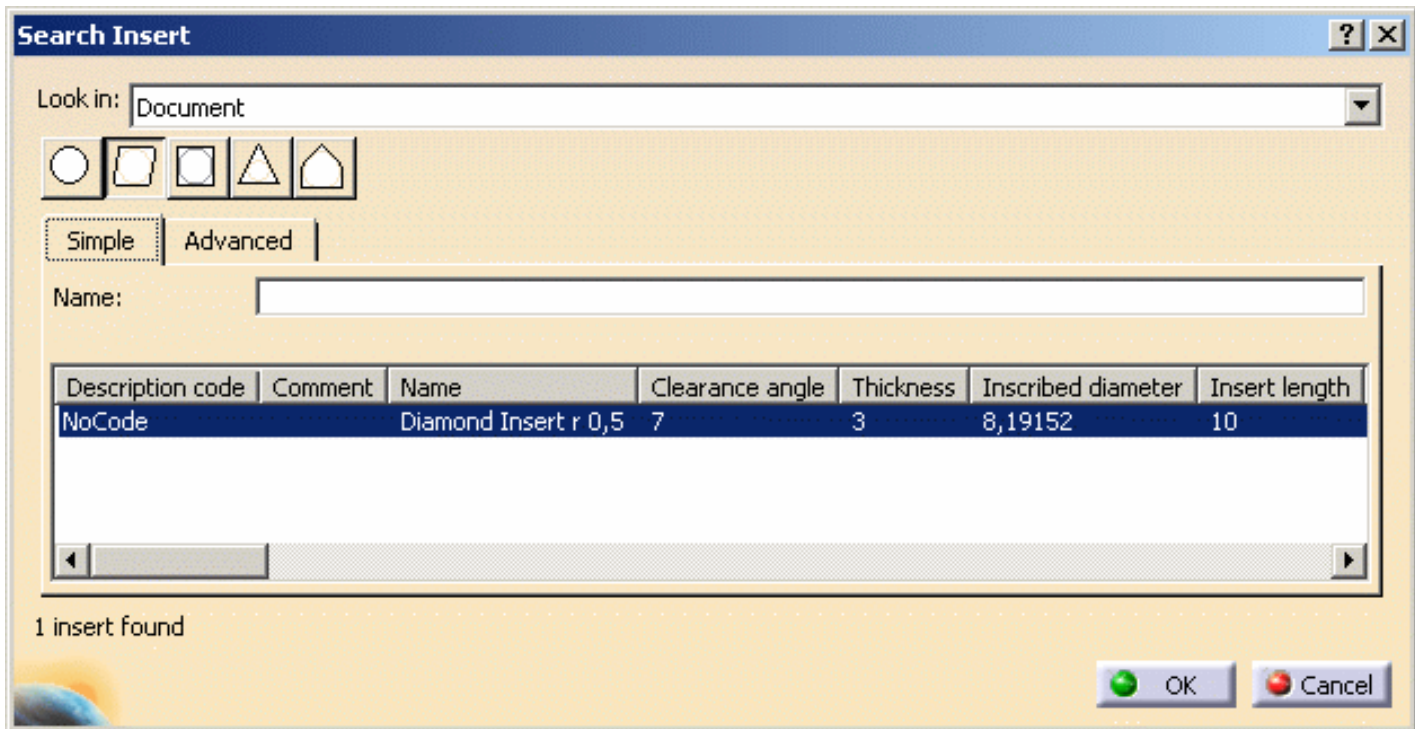 Search Insert
Look in: Document
Simple Advanced
Name:
Description code Comment Name Clearance angle Thickness Inscribed diameter Insert length
NoCode Diamond Insert r 0,5 7 3 8,19152 10
1 insert found
OK Cancel